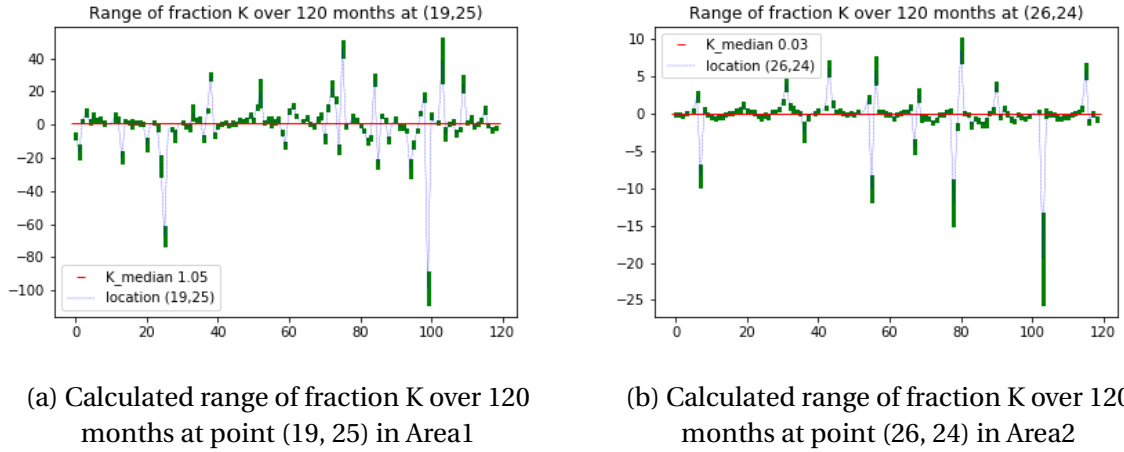 Range of fraction K over 120 months at (19,25)
40
20
0
−20
−40
−60
−80
−100
K_median 1.05
location (19,25)
0 20 40 60 80 100 120
Range of fraction K over 120 months at (26,24)
10
5
0
−5
−10
−15
−20
−25
K_median 0.03
location (26,24)
0 20 40 60 80 100 120
(a) Calculated range of fraction K over 120
months at point (19, 25) in Area1
(b) Calculated range of fraction K over 120
months at point (26, 24) in Area2